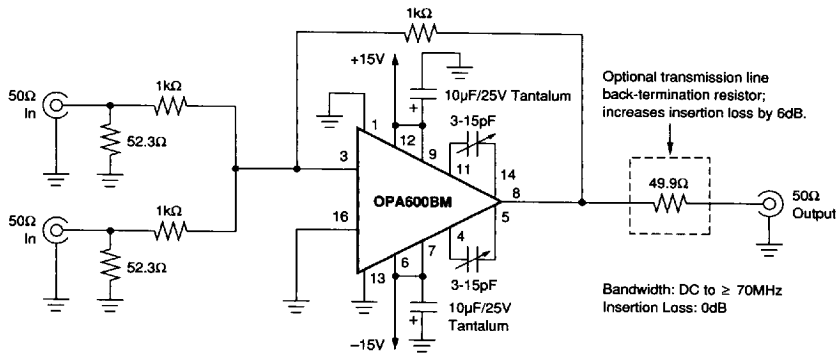 1kΩ
+15V
10µF/25V Tantalum
+
3-15pF
Optional transmission line
back-termination resistor;
increases insertion loss by 6dB.
50Ω
In
1kΩ
52.3Ω
1
12
9
11
14
3
OPA600BM
8
49.9Ω
50Ω
Output
50Ω
In
1kΩ
52.3Ω
16
5
4
7
6
13
3-15pF
10µF/25V
Tantalum
+
–15V
Bandwidth: DC to ≥ 70MHz
Insertion Loss: 0dB